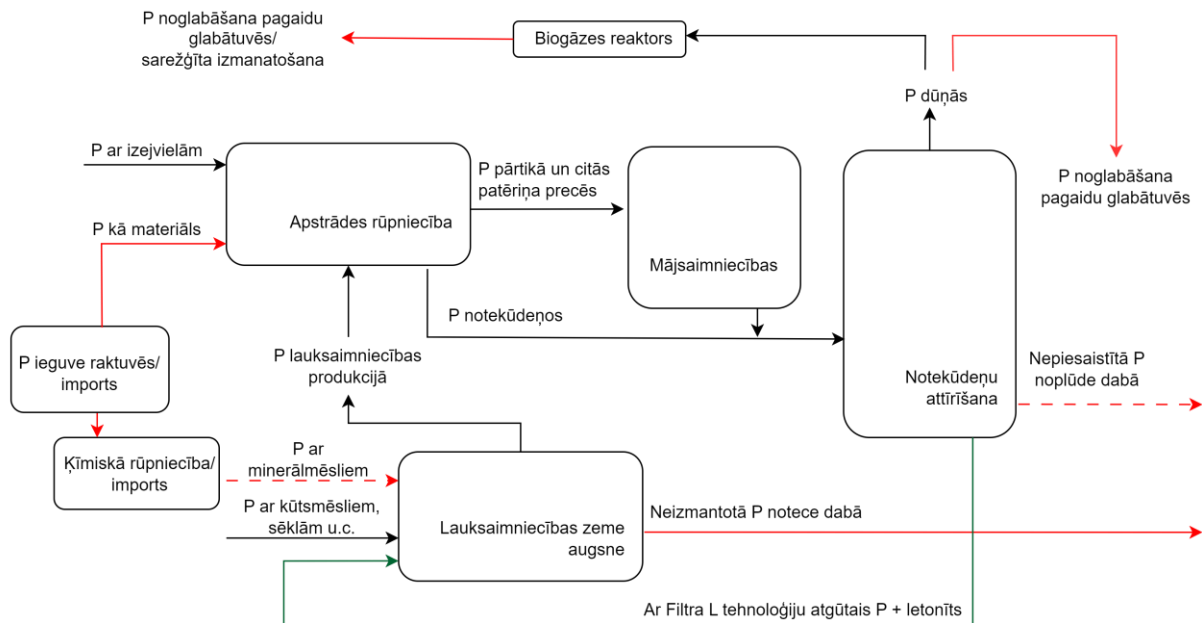 P noglabāšana pagaidu
glabātuvēs/
sarežģīta izmanatošana
Biogāzes reaktors
P dūņās
P noglabāšana
pagaidu glabātuvēs
P ar izejvielām
P pārtikā un citās
patēriņa precēs
Apstrādes rūpniecība
P kā materiāls
Mājsaimniecības
P notekūdeņos
P ieguve raktuvēs/
imports
P lauksaimniecības
produkcijā
Notekūdeņu
attīrīšana
Nepiesaistītā P
noplūde dabā
Ķīmiskā rūpniecība/
imports
P ar
minerālmēsliem
P ar kūtsmēsliem,
sēklām u.c.
Lauksaimniecības zeme
augsne
Neizmantotā P notece dabā
Ar Filtra L tehnoloģiju atgūtais P + letonīts